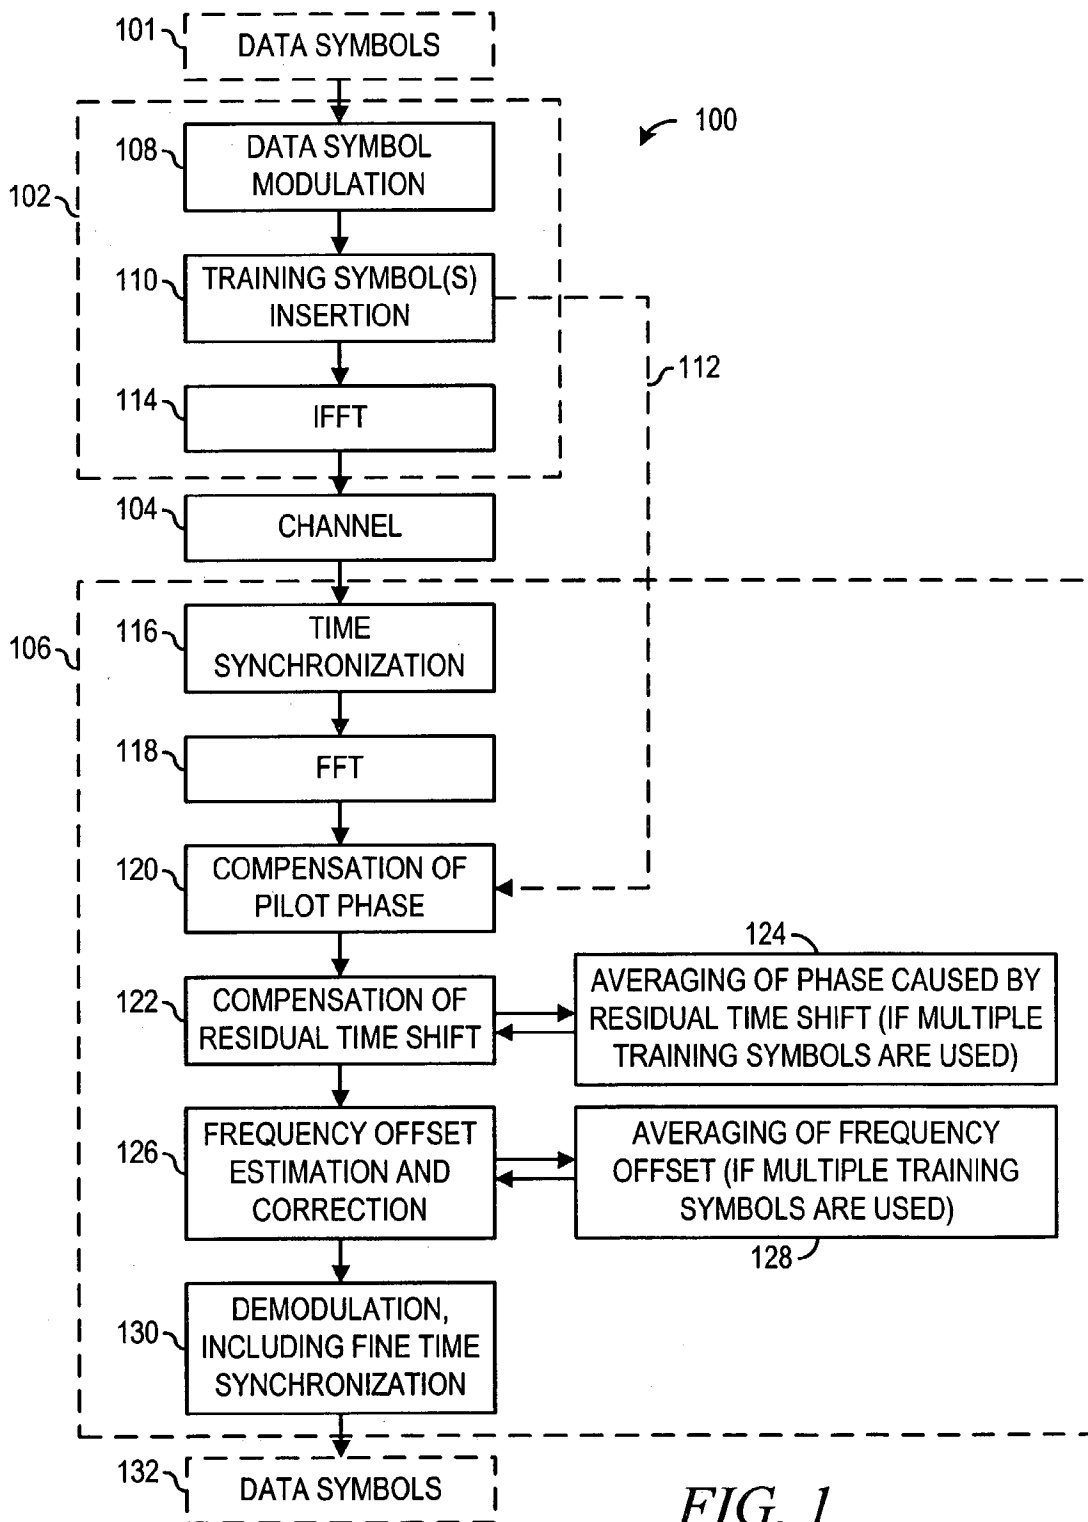 101
DATA SYMBOLS
100
108
DATA SYMBOL
MODULATION
102
110
TRAINING SYMBOL(S)
INSERTION
112
114
IFFT
104
CHANNEL
106
116
TIME
SYNCHRONIZATION
118
FFT
120
COMPENSATION OF
PILOT PHASE
122
COMPENSATION OF
RESIDUAL TIME SHIFT
124
AVERAGING OF PHASE CAUSED BY
RESIDUAL TIME SHIFT (IF MULTIPLE
TRAINING SYMBOLS ARE USED)
126
FREQUENCY OFFSET
ESTIMATION AND
CORRECTION
AVERAGING OF FREQUENCY
OFFSET (IF MULTIPLE TRAINING
SYMBOLS ARE USED)
128
130
DEMODULATION,
INCLUDING FINE TIME
SYNCHRONIZATION
132
DATA SYMBOLS
FIG. 1